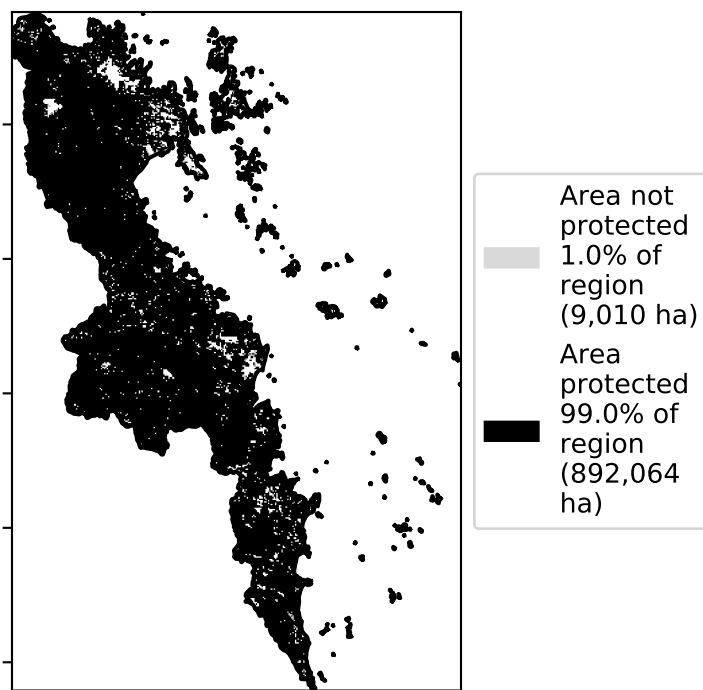 Area not
protected
1.0% of
region
(9,010 ha)
Area
protected
99.0% of
region
(892,064
ha)